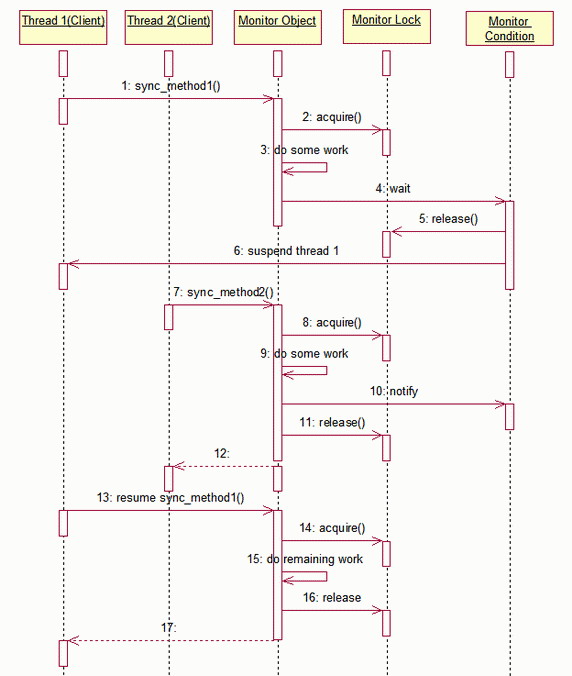 Thread 1(Client)
Thread 2(Client)
Monitor Object
Monitor Lock
Monitor
Condition
1: sync_method1()
2: acquire()
3: do some work
4: wait
5: release()
6: suspend thread 1
7: sync_method2()
8: acquire()
9: do some work
10: notify
11: release()
12:
13: resume sync_method1()
14: acquire()
15: do remaining work
16: release
17: